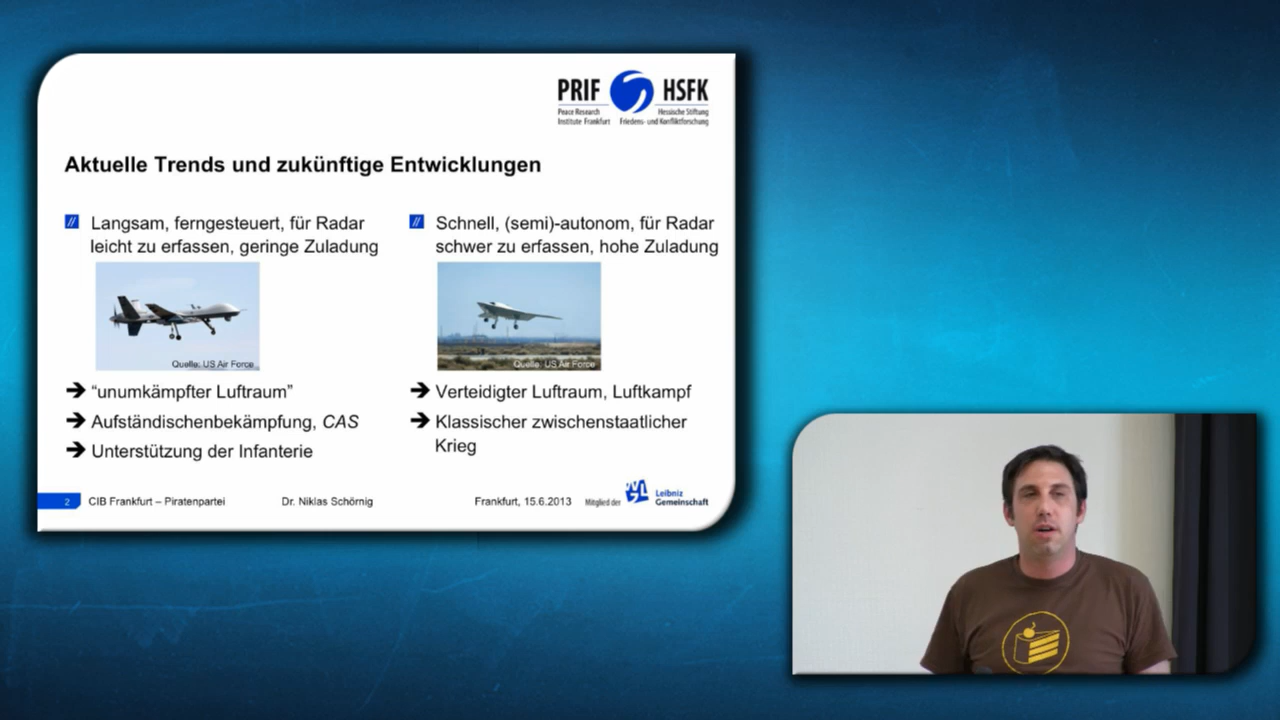 PRIF HSFK
Peace Research Hessische Stiftung
Institute Frankfurt Friedens- und Konfliktforschung
Aktuelle Trends und zukünftige Entwicklungen
// Langsam, ferngesteuert, für Radar
leicht zu erfassen, geringe Zuladung
Quelle: US Air Force
➔ “unumkämpfter Luftraum”
➔ Aufständischenbekämpfung, CAS
➔ Unterstützung der Infanterie
// Schnell, (semi)-autonom, für Radar
schwer zu erfassen, hohe Zuladung
Quelle: US Air Force
➔ Verteidigter Luftraum, Luftkampf
➔ Klassischer zwischenstaatlicher
Krieg
2 CIB Frankfurt – Piratenpartei Dr. Niklas Schörnig Frankfurt, 15.6.2013 Mitglied der
Leibniz
Gemeinschaft